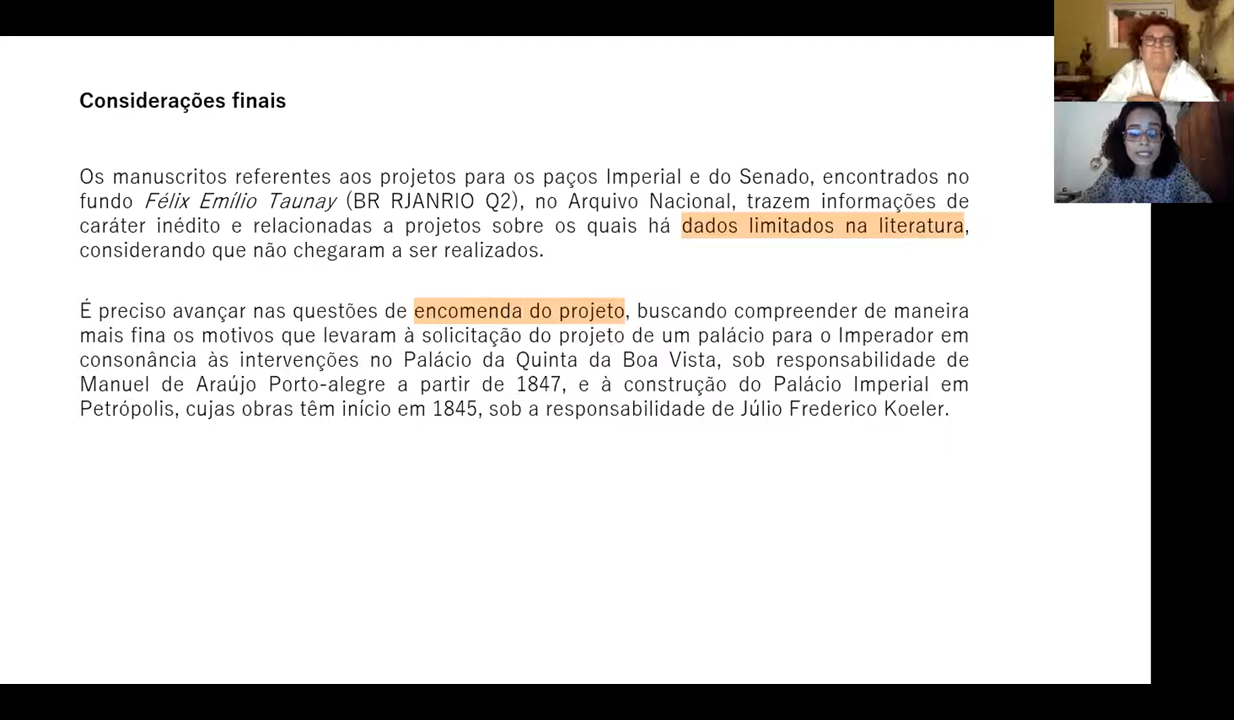 Considerações finais
Os manuscritos referentes aos projetos para os paços Imperial e do Senado, encontrados no
fundo Félix Emílio Taunay (BR RJANRIO Q2), no Arquivo Nacional, trazem informações de
caráter inédito e relacionadas a projetos sobre os quais há dados limitados na literatura,
considerando que não chegaram a ser realizados.
É preciso avançar nas questões de encomenda do projeto, buscando compreender de maneira
mais fina os motivos que levaram à solicitação do projeto de um palácio para o Imperador em
consonância às intervenções no Palácio da Quinta da Boa Vista, sob responsabilidade de
Manuel de Araújo Porto-alegre a partir de 1847, e à construção do Palácio Imperial em
Petrópolis, cujas obras têm início em 1845, sob a responsabilidade de Júlio Frederico Koeler.